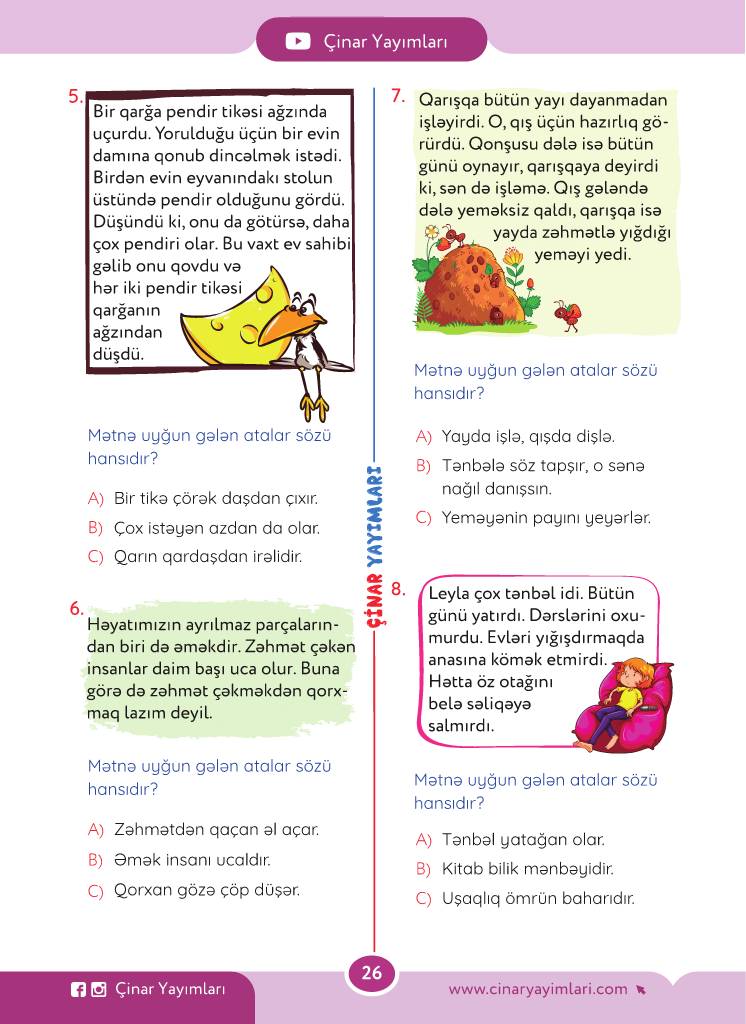 Çinar Yayımları
5.
Bir qarğa pendir tikəsi ağzında
uçurdu. Yorulduğu üçün bir evin
damına qonub dincəlmək istədi.
Birdən evin eyvanındakı stolun
üstündə pendir olduğunu gördü.
Düşündü ki, onu da götürsə, daha
çox pendiri olar. Bu vaxt ev sahibi
gəlib onu qovdu və
hər iki pendir tikəsi
qarğanın
ağzından
düşdü.
Mətnə uyğun gələn atalar sözü
hansıdır?
A) Bir tikə çörək daşdan çıxır.
B) Çox istəyən azdan da olar.
C) Qarın qardaşdan irəlidir.
6.
Həyatımızın ayrılmaz parçaların-
dan biri də əməkdir. Zəhmət çəkən
insanlar daim başı uca olur. Buna
görə də zəhmət çəkməkdən qorx-
maq lazım deyil.
Mətnə uyğun gələn atalar sözü
hansıdır?
A) Zəhmətdən qaçan əl açar.
B) Əmək insanı ucaldır.
C) Qorxan gözə çöp düşər.
ÇİNAR YAYIMLARI
7.
Qarışqa bütün yayı dayanmadan
işləyirdi. O, qış üçün hazırlıq gö-
rürdü. Qonşusu dələ isə bütün
günü oynayır, qarışqaya deyirdi
ki, sən də işləmə. Qış gələndə
dələ yeməksiz qaldı, qarışqa isə
yayda zəhmətlə yığdığı
yeməyi yedi.
Mətnə uyğun gələn atalar sözü
hansıdır?
A) Yayda işlə, qışda dişlə.
B) Tənbələ söz tapşır, o sənə
nağıl danışsın.
C) Yeməyənin payını yeyərlər.
8.
Leyla çox tənbəl idi. Bütün
günü yatırdı. Dərslərini oxu-
murdu. Evləri yığışdırmaqda
anasına kömək etmirdi.
Hətta öz otağını
belə səliqəyə
salmırdı.
Mətnə uyğun gələn atalar sözü
hansıdır?
A) Tənbəl yatağan olar.
B) Kitab bilik mənbəyidir.
C) Uşaqlıq ömrün baharıdır.
Çinar Yayımları
26
www.cinaryayimlari.com